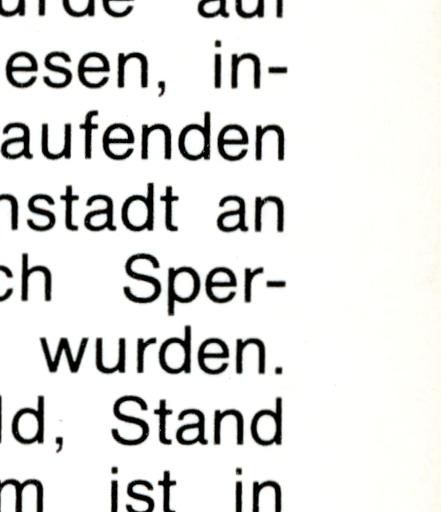 urde auf
esen, in-
aufenden
nstadt an
ch Sper-
wurden.
ld, Stand
m ist in